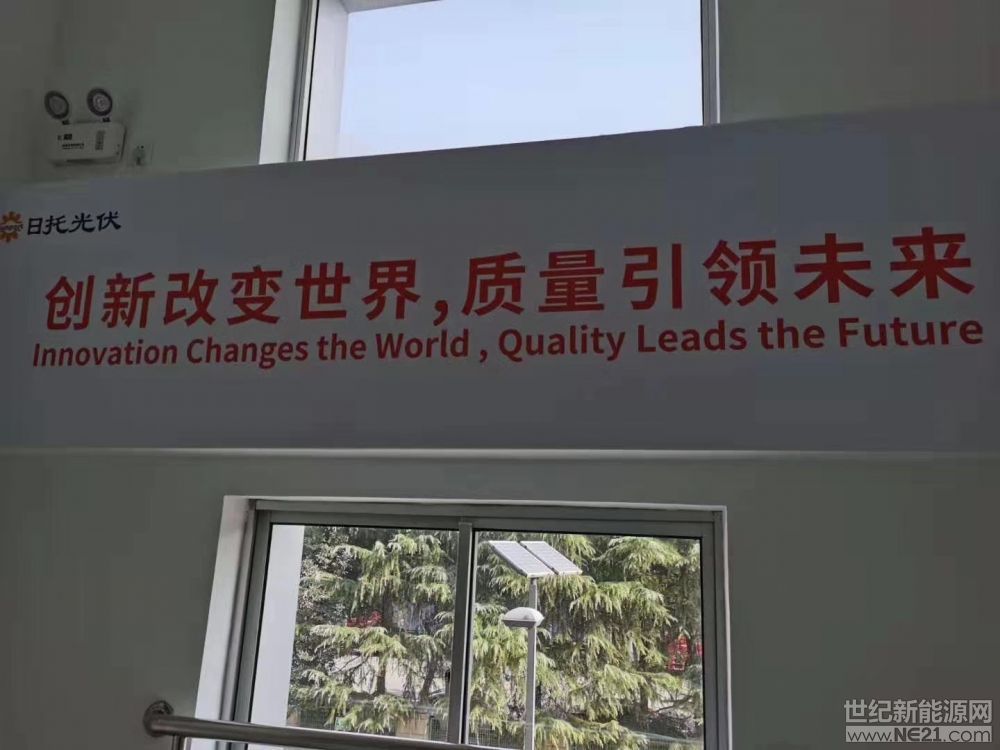 日托光伏
创新改变世界,质量引领未来
Innovation Changes the World , Quality Leads the Future
世纪新能源网
www.NE21.com